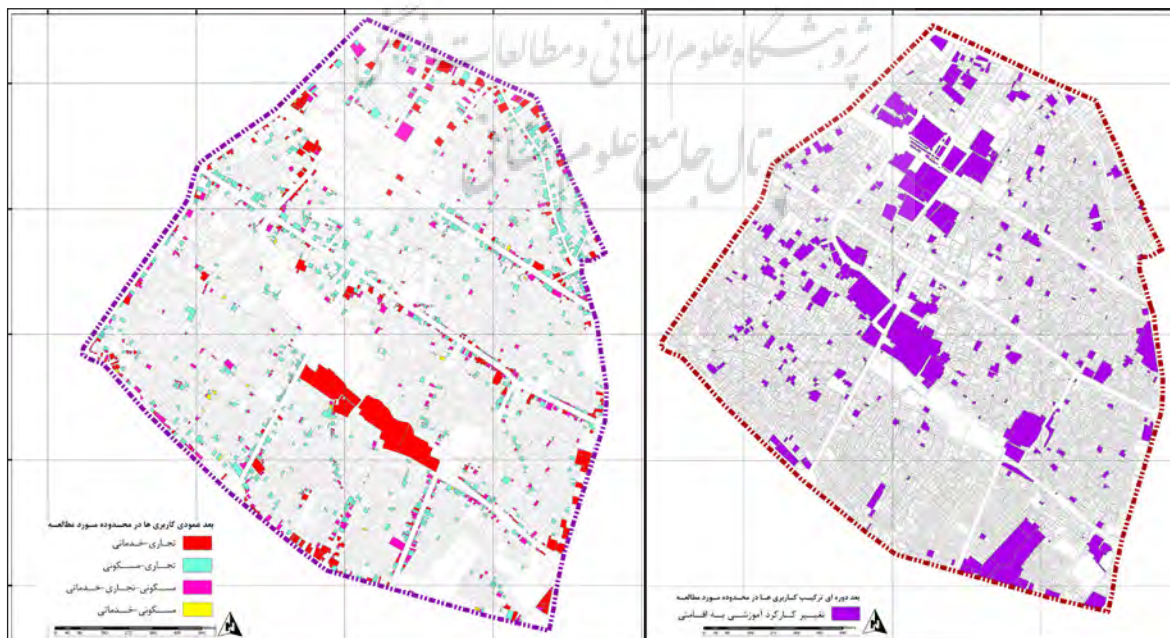 پژوهشگاه علوم انسانی و مطالعات فرهنگی
پرتال جامع علوم انسانی
بعد عمودی کاربری ها در محدوده مورد مطالعه
تجاری-خدماتی
تجاری-مسکونی
مسکونی-تجاری-خدماتی
مسکونی-خدماتی
بعد دوره ای ترکیب کاربری ها در محدوده مورد مطالعه
تغییر کارکرد آموزشی به اقامتی